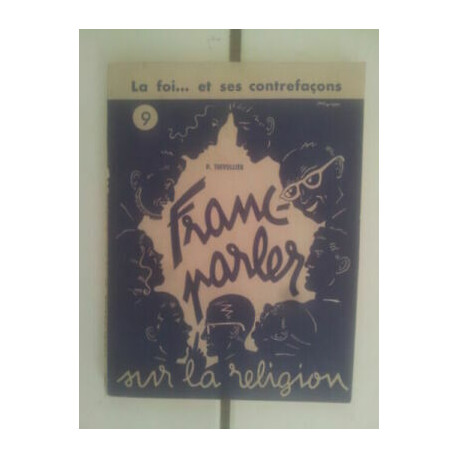 La foi... et ses contrefaçons
9
Franc-
parler
sur la religion